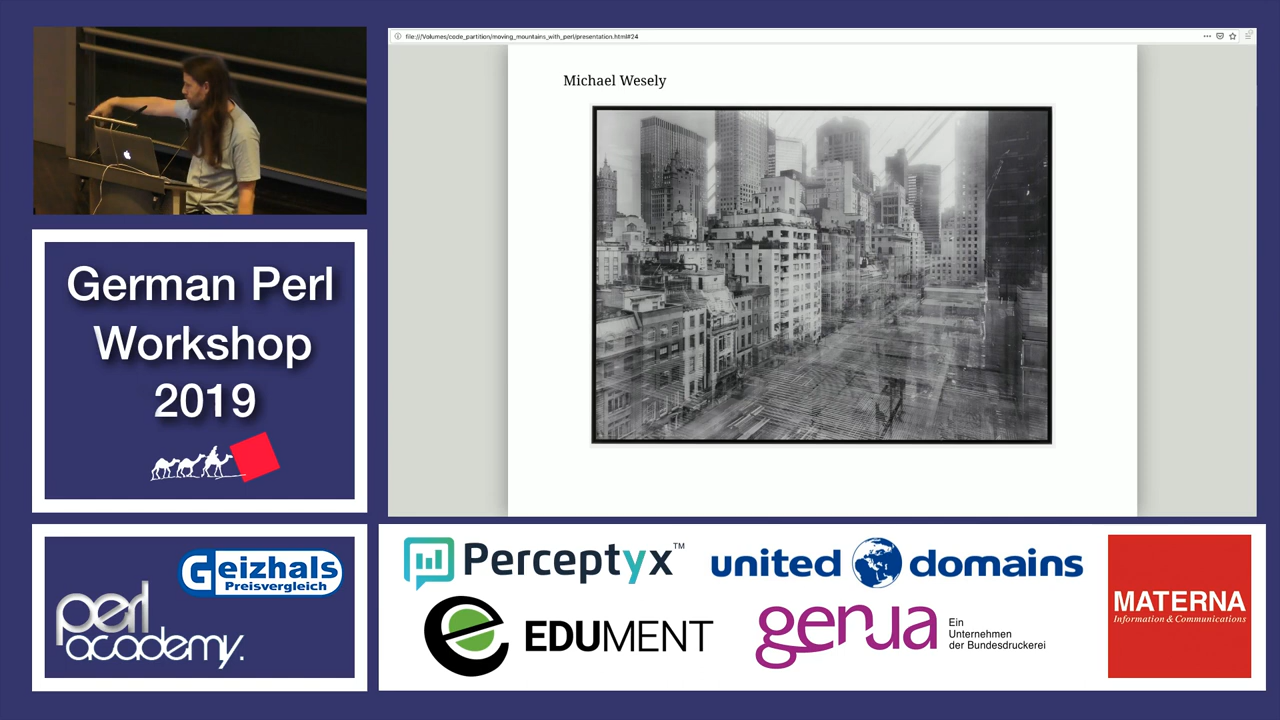 file:///Volumes/code_partition/moving_mountains_with_perl/presentation.html#24
Michael Wesely
German Perl
Workshop
2019
Geizhals
Preisvergleich
perl
academy.
Perceptyx™
united domains
EDUMENT
genua
Ein
Unternehmen
der Bundesdruckerei
MATERNA
Information & Communications